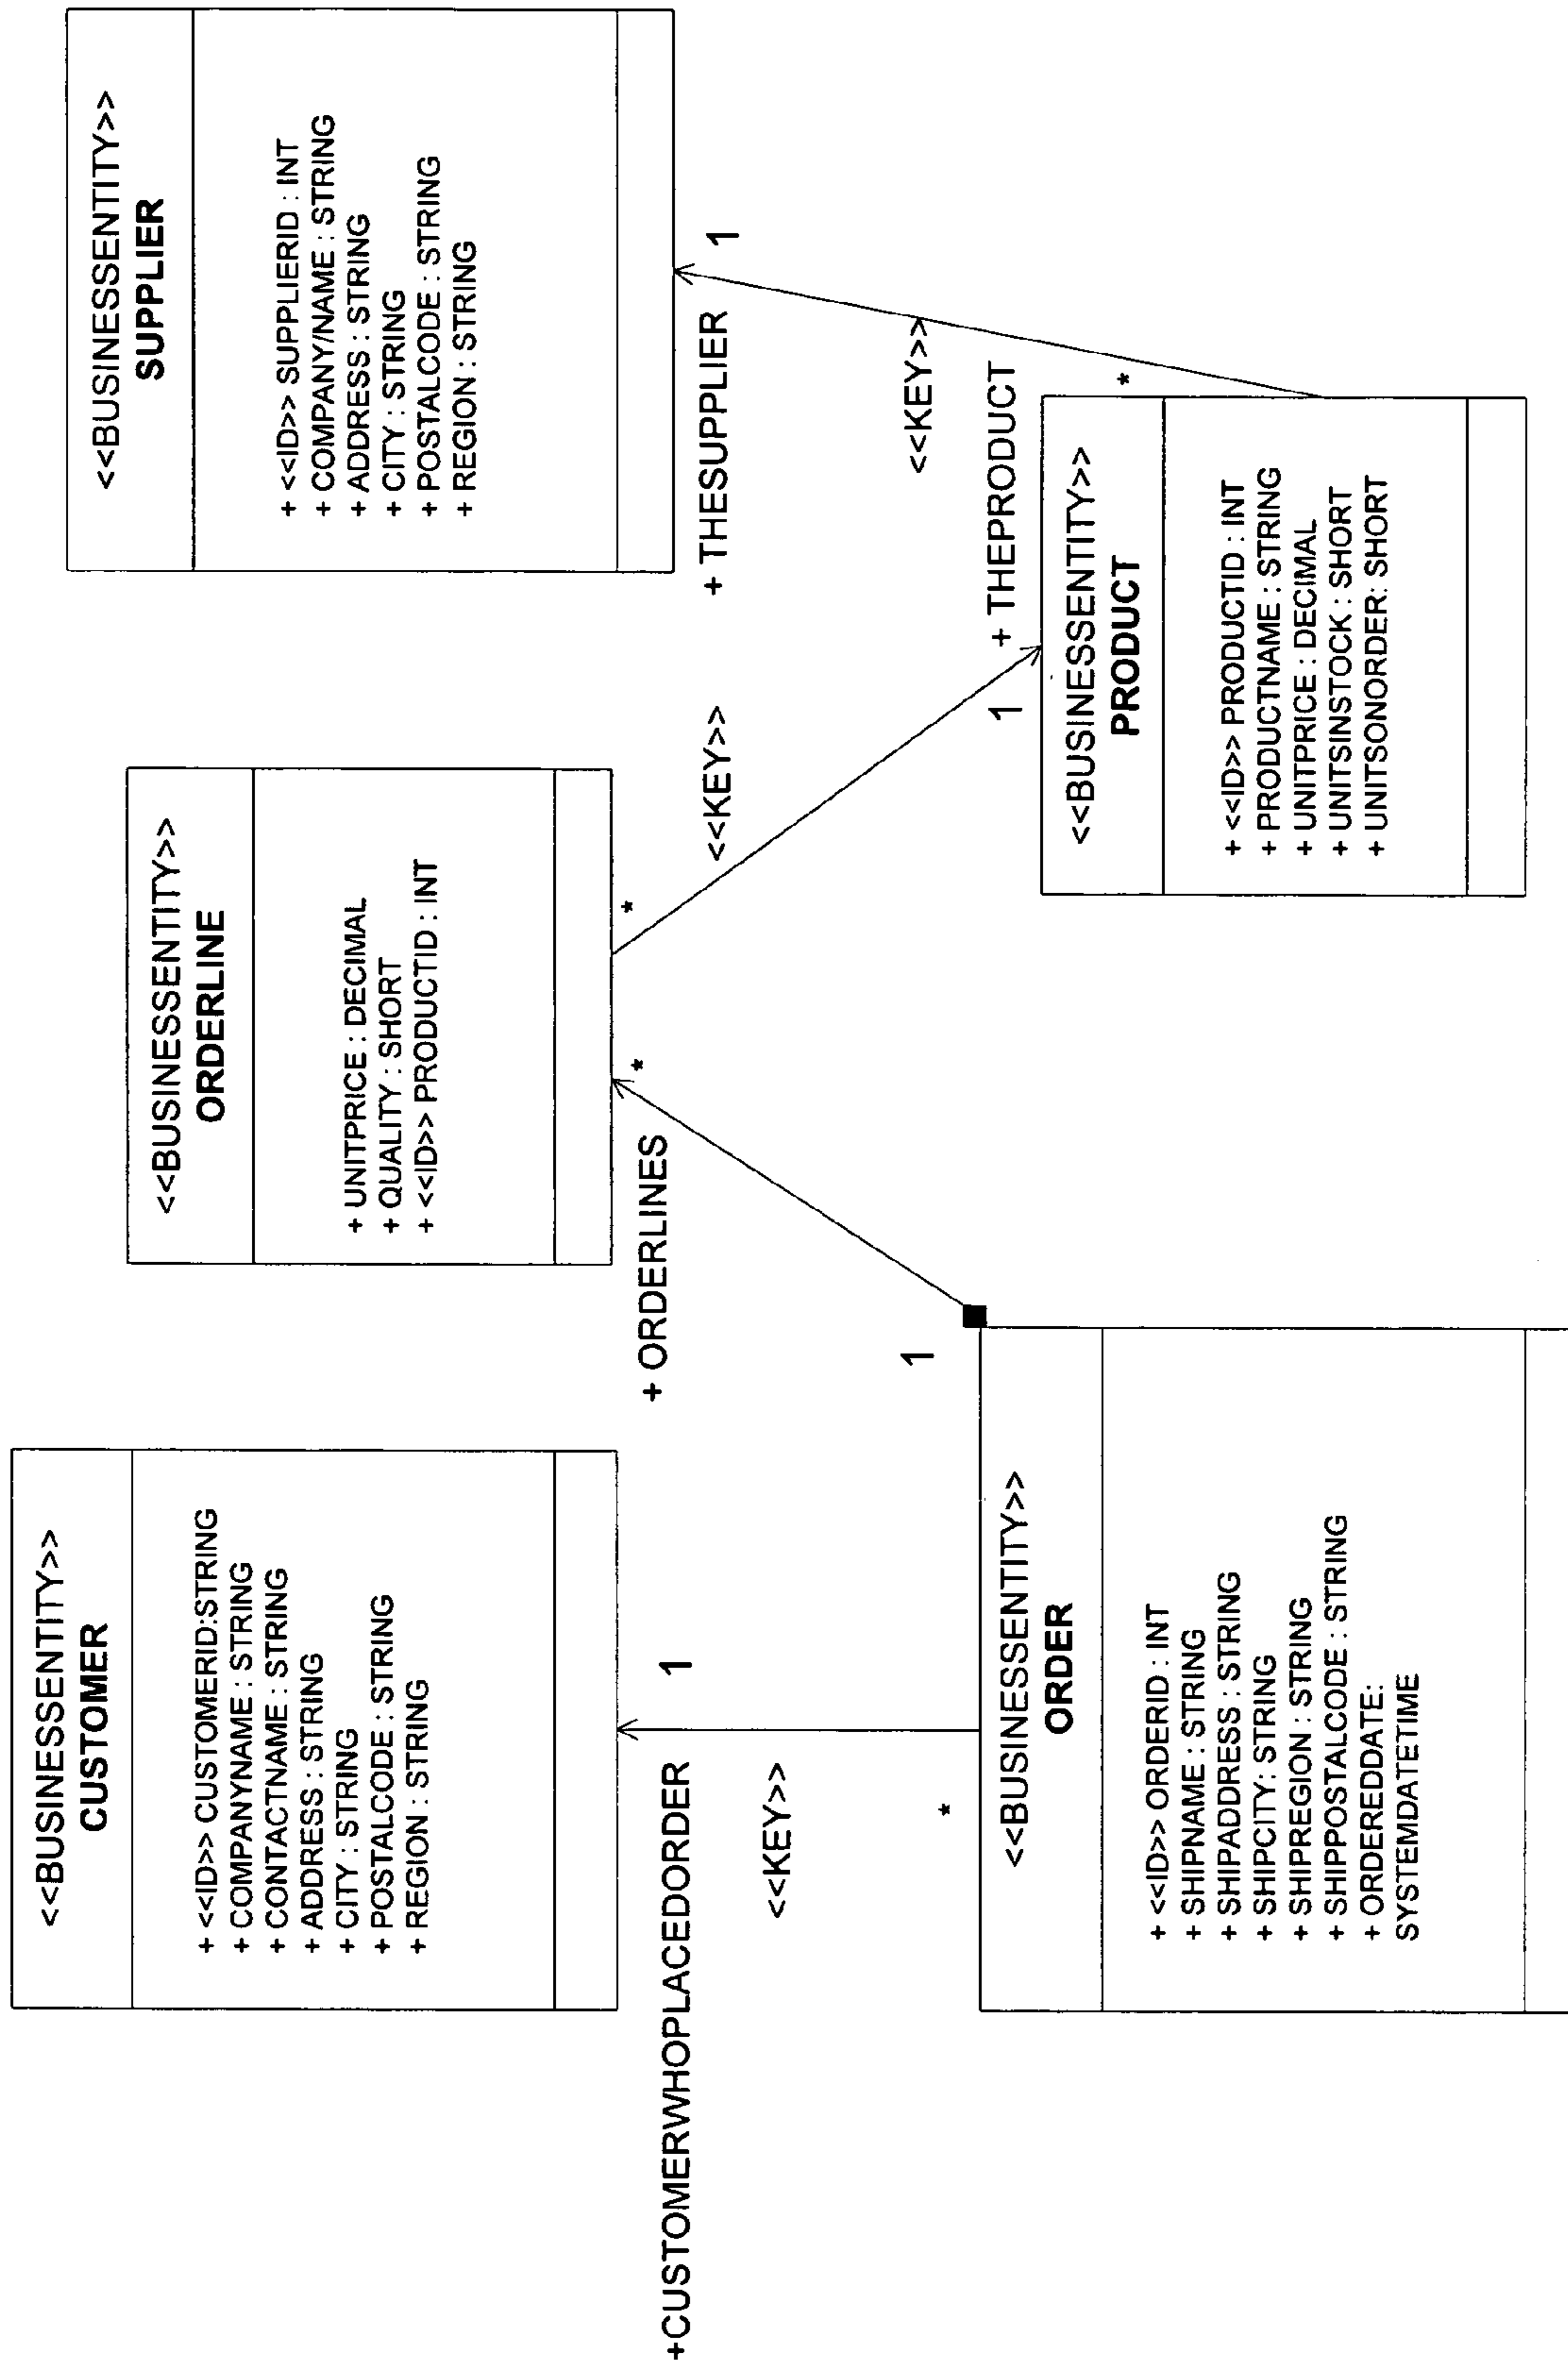 <<BUSINESSENTITY>>
CUSTOMER
+ <<ID>> CUSTOMERID:STRING
+ COMPANYNAME : STRING
+ CONTACTNAME : STRING
+ ADDRESS : STRING
+ CITY : STRING
+ POSTALCODE : STRING
+ REGION : STRING
<<BUSINESSENTITY>>
ORDERLINE
+ UNITPRICE : DECIMAL
+ QUALITY : SHORT
+ <<ID>> PRODUCTID : INT
<<BUSINESSENTITY>>
SUPPLIER
+ <<ID>> SUPPLIERID : INT
+ COMPANY/NAME : STRING
+ ADDRESS : STRING
+ CITY : STRING
+ POSTALCODE : STRING
+ REGION : STRING
+CUSTOMERWHOPLACEDORDER
1
<<KEY>>
*
+ ORDERLINES
*
1
*
<<KEY>>
1
+ THEPRODUCT
+ THESUPPLIER
1
<<KEY>>
*
<<BUSINESSENTITY>>
ORDER
+ <<ID>> ORDERID : INT
+ SHIPNAME : STRING
+ SHIPADDRESS : STRING
+ SHIPCITY: STRING
+ SHIPREGION : STRING
+ SHIPPOSTALCODE : STRING
+ ORDEREDDATE:
SYSTEMDATETIME
<<BUSINESSENTITY>>
PRODUCT
+ <<ID>> PRODUCTID : INT
+ PRODUCTNAME : STRING
+ UNITPRICE : DECIMAL
+ UNITSINSTOCK : SHORT
+ UNITSONORDER: SHORT